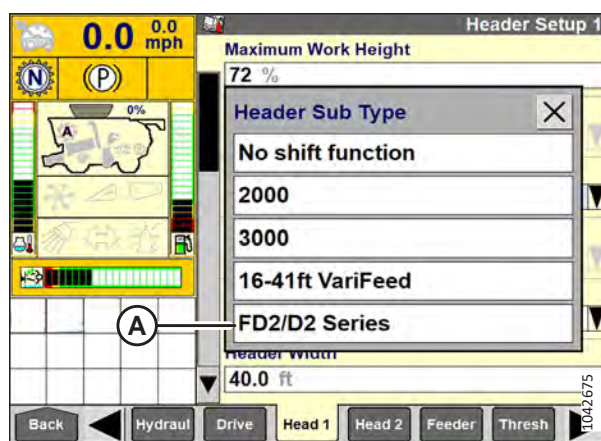 0.0 0.0 mph
Header Setup 1
N (P)
Maximum Work Height
72 %
0%
A
Header Sub Type
No shift function
2000
3000
16-41ft VariFeed
A
FD2/D2 Series
Header Width
40.0 ft
1042675
Back
Hydraul
Drive
Head 1
Head 2
Feeder
Thresh